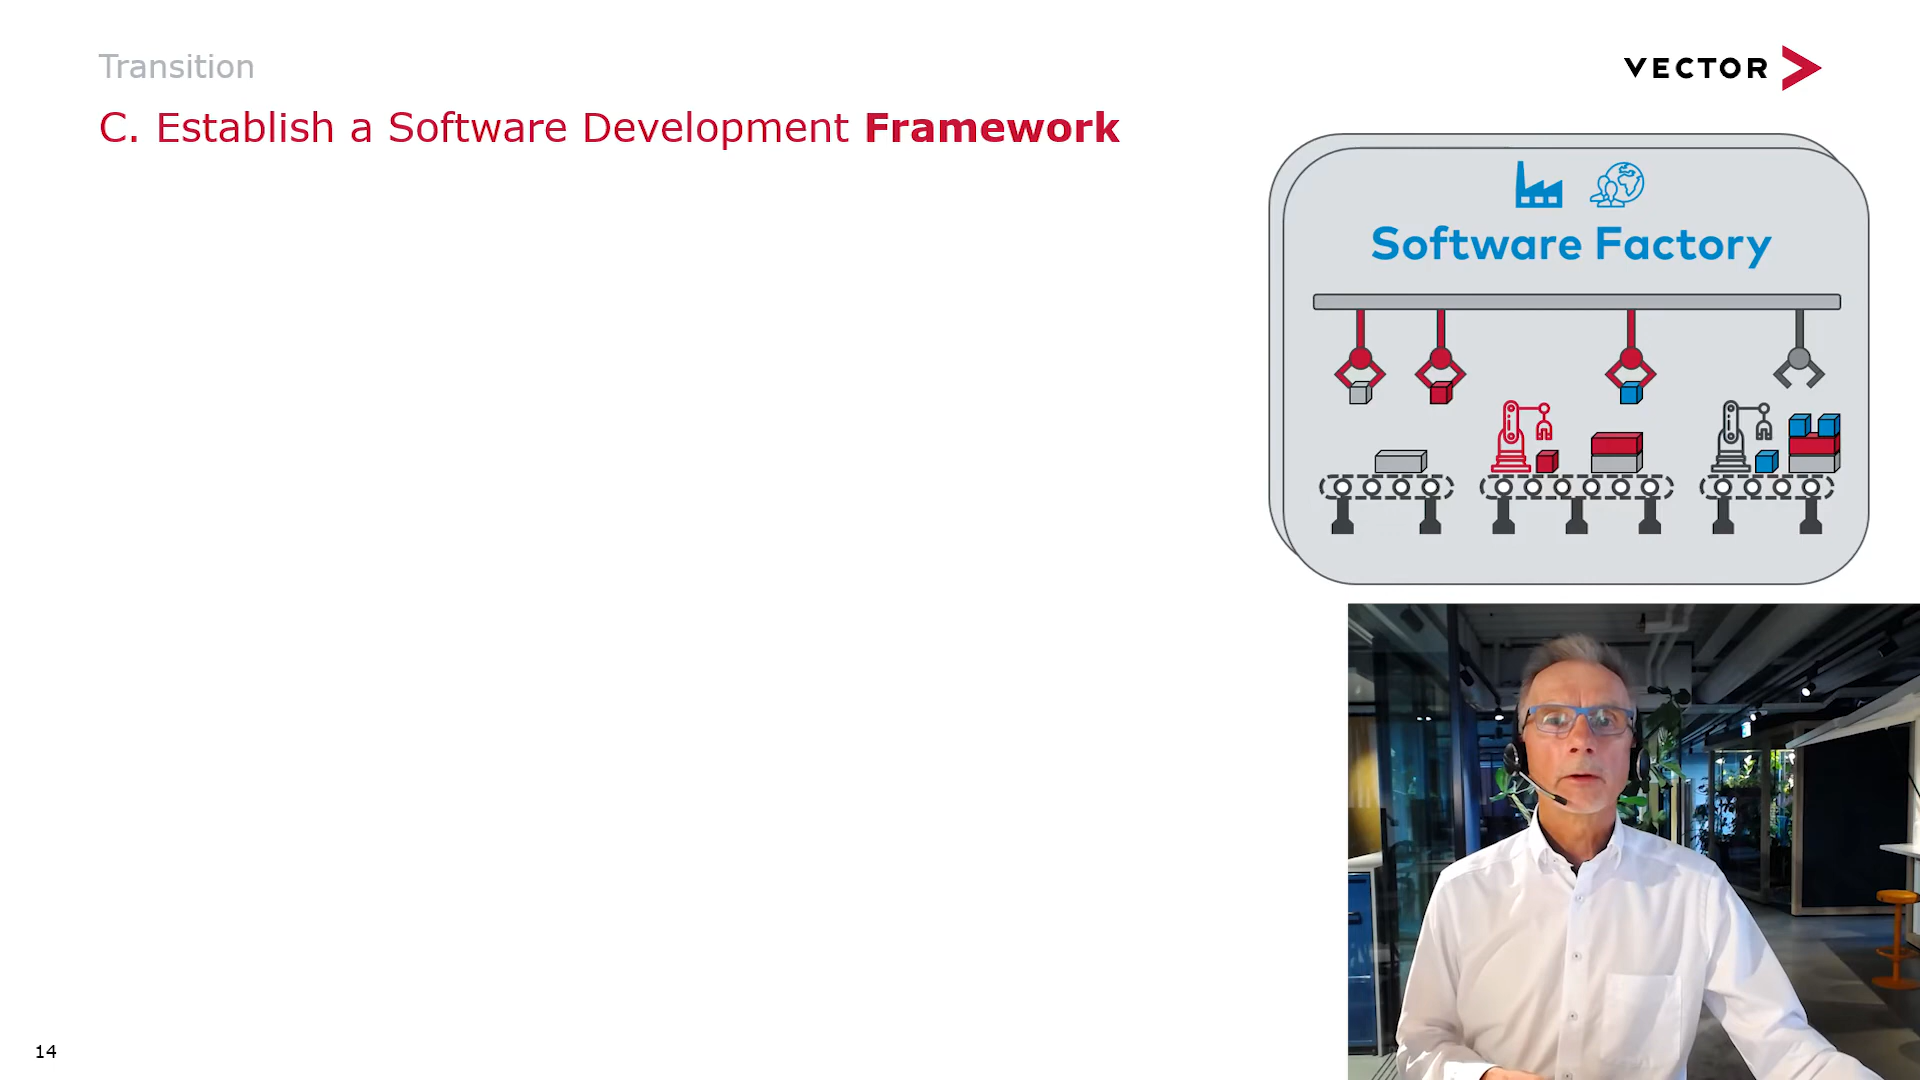 Transition
VECTOR
C. Establish a Software Development Framework
Software Factory
14